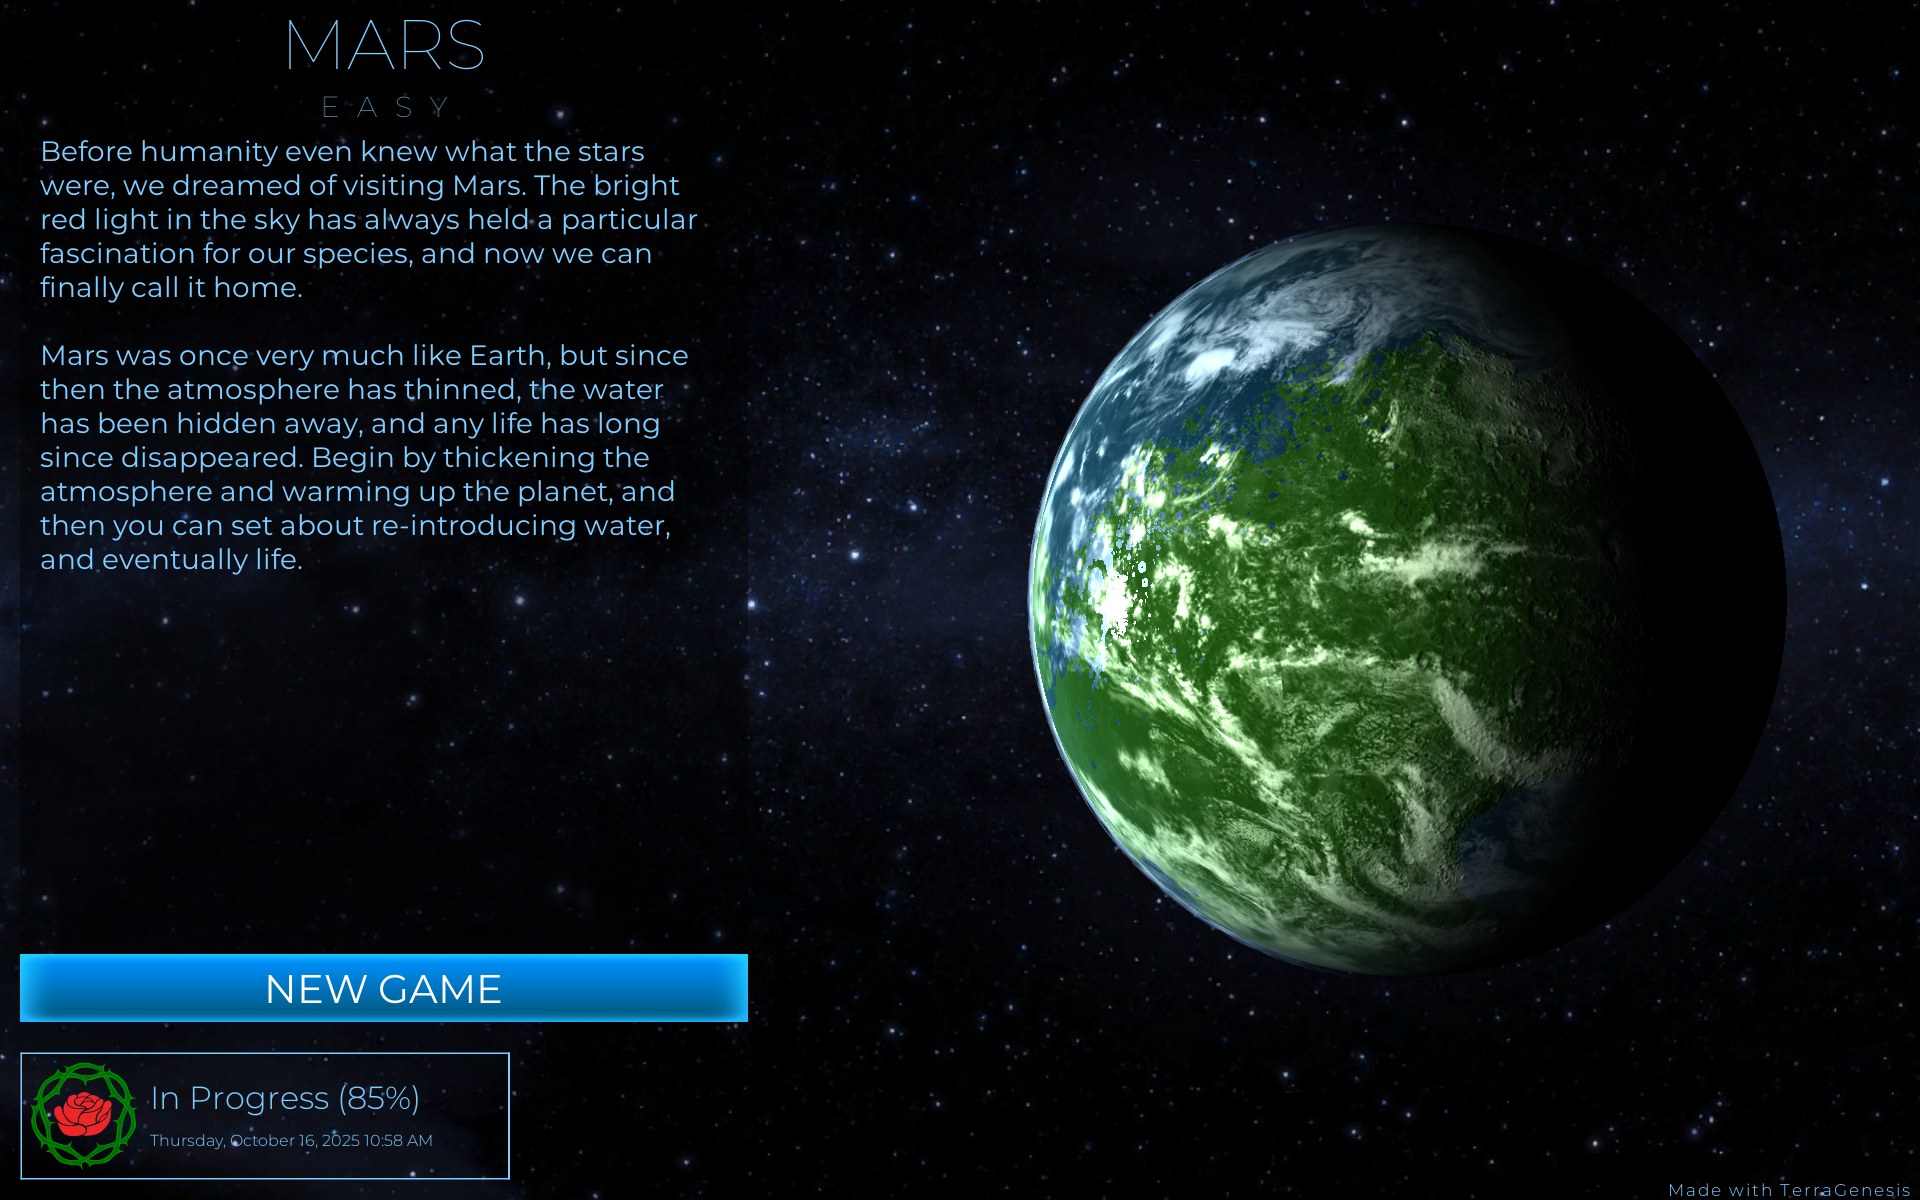 MARS
EASY
Before humanity even knew what the stars
were, we dreamed of visiting Mars. The bright
red light in the sky has always held a particular
fascination for our species, and now we can
finally call it home.
Mars was once very much like Earth, but since
then the atmosphere has thinned, the water
has been hidden away, and any life has long
since disappeared. Begin by thickening the
atmosphere and warming up the planet, and
then you can set about re-introducing water,
and eventually life.
NEW GAME
In Progress (85%)
Thursday, October 16, 2025 10:58 AM
Made with TerraGenesis